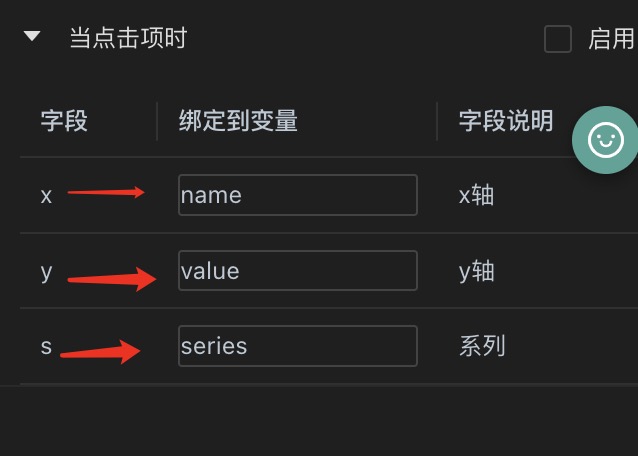 当点击项时 启用
字段 绑定到变量 字段说明
x name x轴
y value y轴
s series 系列